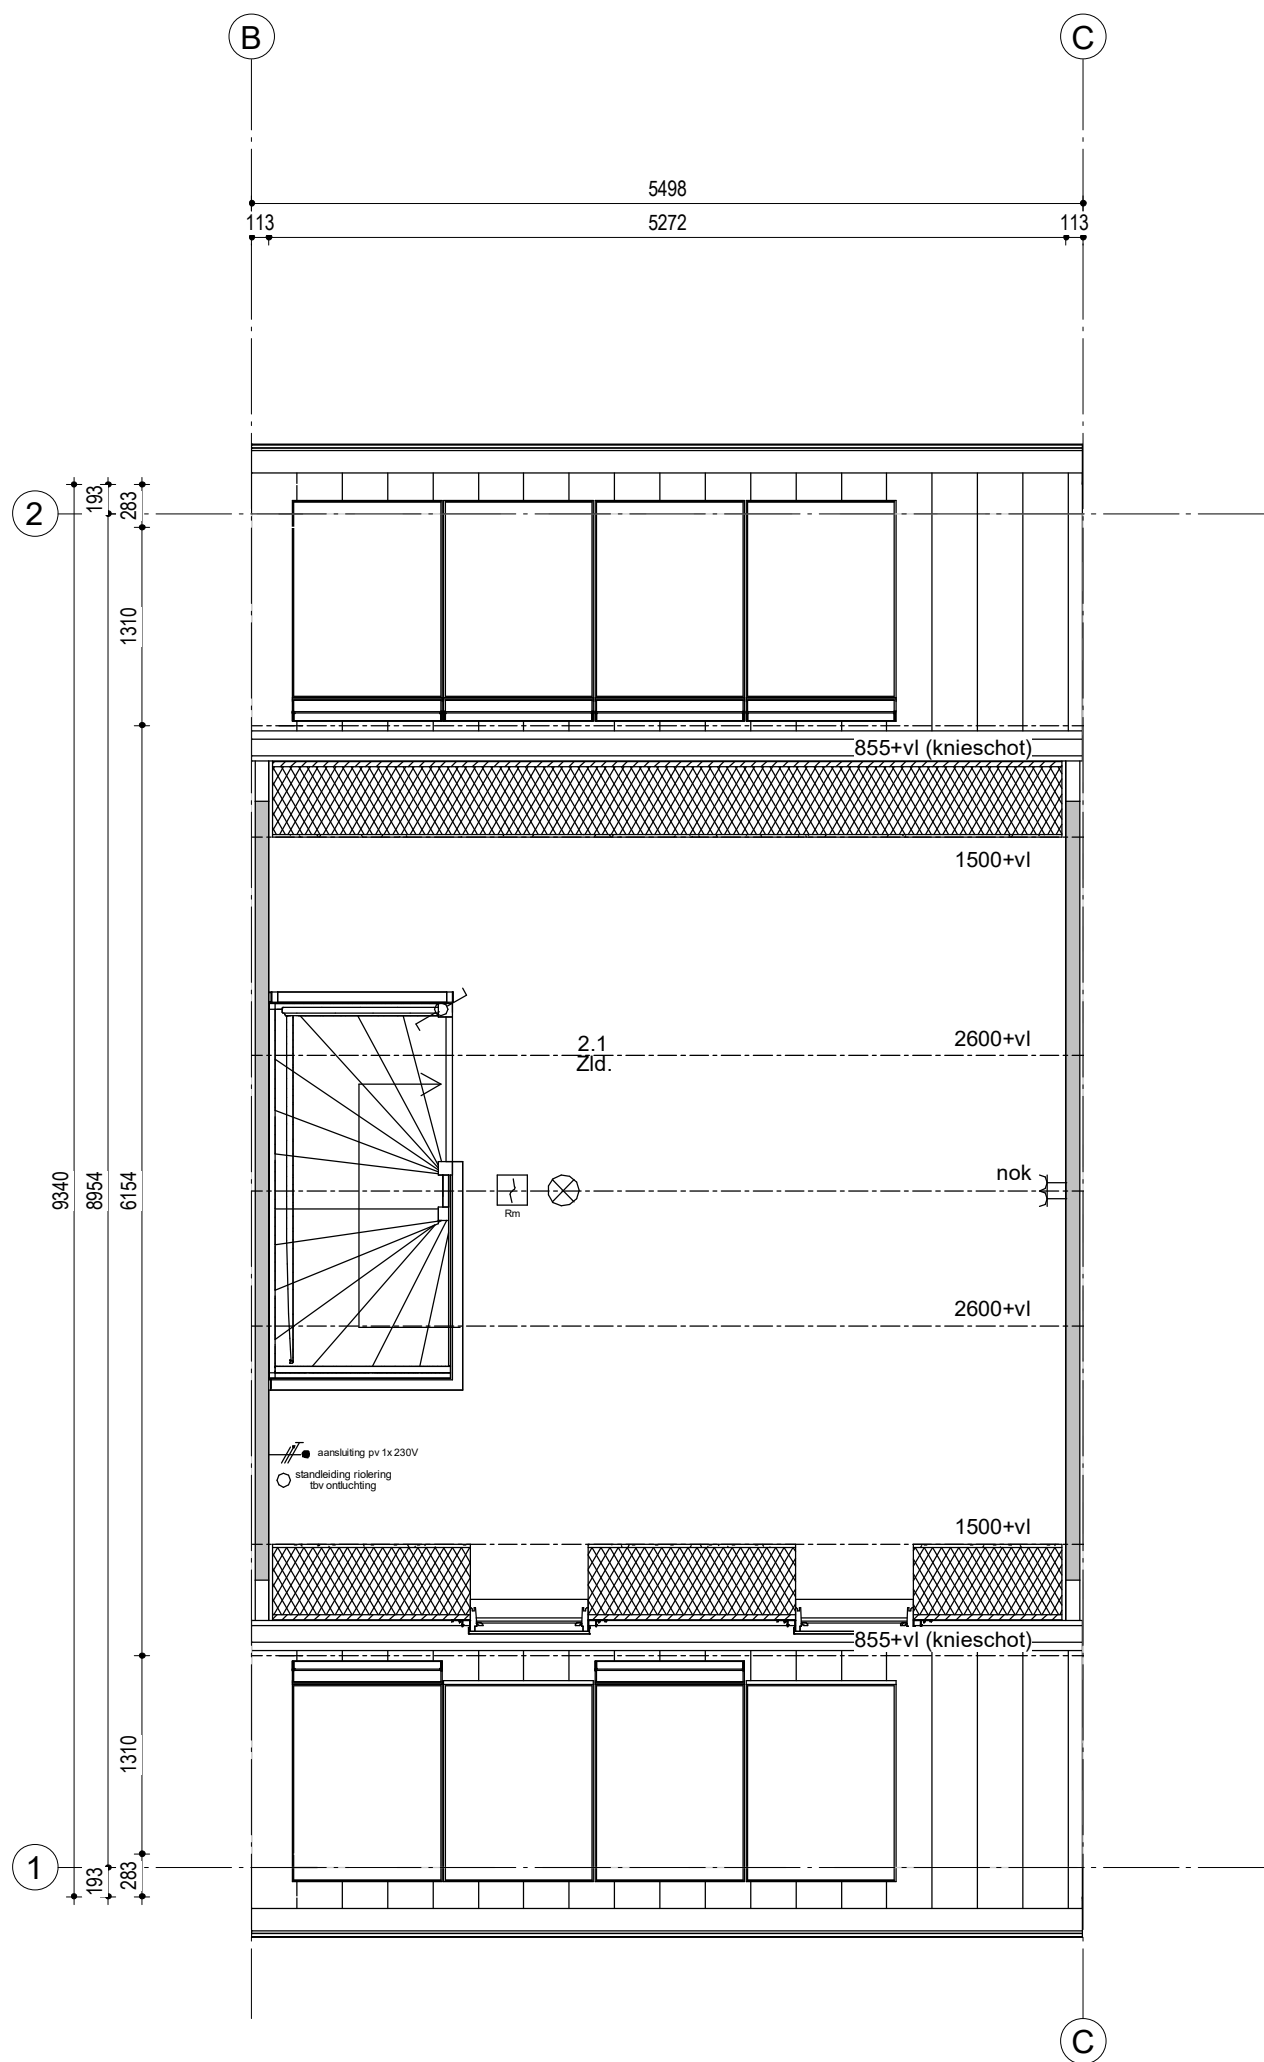 B
C
5498
113
5272
113
2
193
283
1310
855+vl (knieschot)
1500+vl
2.1
Zld.
2600+vl
9340
8954
6154
nok
Rm
2600+vl
aansluiting pv 1x 230V
standleiding riolering
tbv ontluchting
1500+vl
855+vl (knieschot)
1310
1
193
283
C